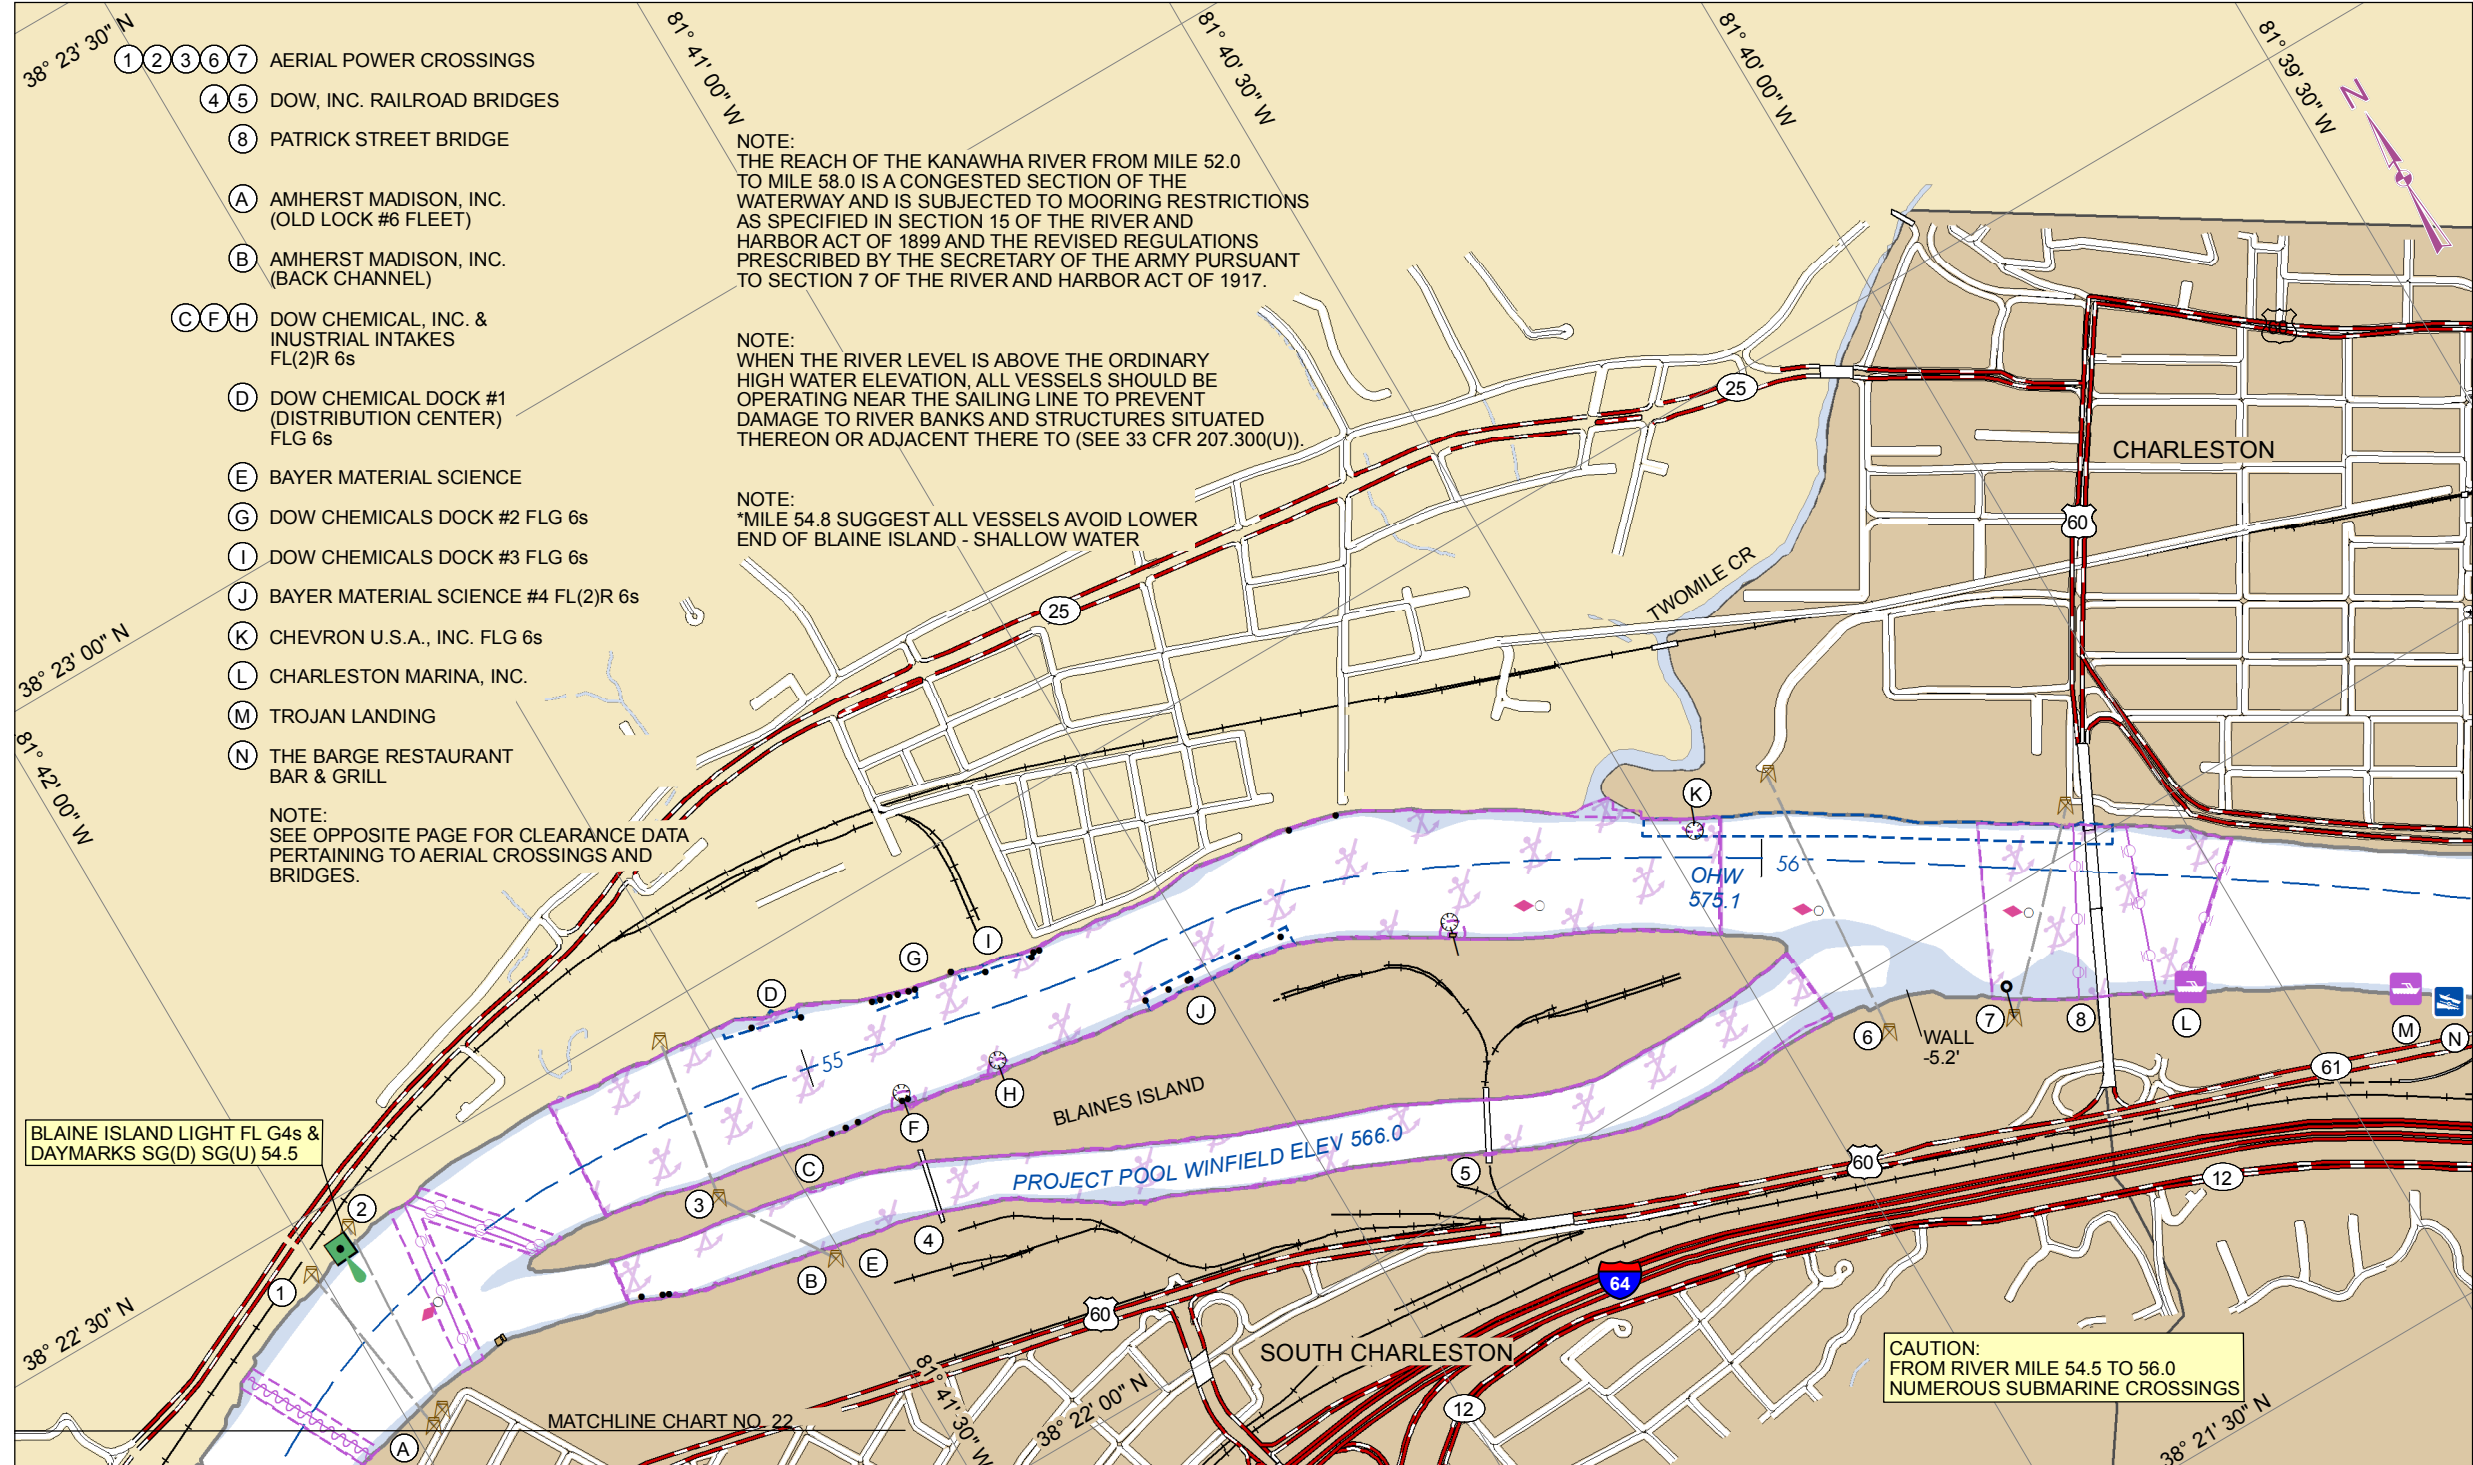 38° 23' 30" N
81° 41' 00" W
81° 40' 30" W
81° 40' 00" W
81° 39' 30" W
N
1 2 3 6 7 AERIAL POWER CROSSINGS
4 5 DOW, INC. RAILROAD BRIDGES
8 PATRICK STREET BRIDGE
A AMHERST MADISON, INC.
(OLD LOCK #6 FLEET)
B AMHERST MADISON, INC.
(BACK CHANNEL)
C F H DOW CHEMICAL, INC. &
INUSTRIAL INTAKES
FL(2)R 6s
D DOW CHEMICAL DOCK #1
(DISTRIBUTION CENTER)
FLG 6s
E BAYER MATERIAL SCIENCE
G DOW CHEMICALS DOCK #2 FLG 6s
I DOW CHEMICALS DOCK #3 FLG 6s
J BAYER MATERIAL SCIENCE #4 FL(2)R 6s
K CHEVRON U.S.A., INC. FLG 6s
L CHARLESTON MARINA, INC.
M TROJAN LANDING
N THE BARGE RESTAURANT
BAR & GRILL
NOTE:
SEE OPPOSITE PAGE FOR CLEARANCE DATA
PERTAINING TO AERIAL CROSSINGS AND
BRIDGES.
NOTE:
THE REACH OF THE KANAWHA RIVER FROM MILE 52.0
TO MILE 58.0 IS A CONGESTED SECTION OF THE
WATERWAY AND IS SUBJECTED TO MOORING RESTRICTIONS
AS SPECIFIED IN SECTION 15 OF THE RIVER AND
HARBOR ACT OF 1899 AND THE REVISED REGULATIONS
PRESCRIBED BY THE SECRETARY OF THE ARMY PURSUANT
TO SECTION 7 OF THE RIVER AND HARBOR ACT OF 1917.
NOTE:
WHEN THE RIVER LEVEL IS ABOVE THE ORDINARY
HIGH WATER ELEVATION, ALL VESSELS SHOULD BE
OPERATING NEAR THE SAILING LINE TO PREVENT
DAMAGE TO RIVER BANKS AND STRUCTURES SITUATED
THEREON OR ADJACENT THERE TO (SEE 33 CFR 207.300(U)).
NOTE:
*MILE 54.8 SUGGEST ALL VESSELS AVOID LOWER
END OF BLAINE ISLAND - SHALLOW WATER
25
25
60
CHARLESTON
TWOMILE CR
38° 23' 00" N
81° 42' 00" W
K
56
OHW
575.1
I
G
D
J
55
H
F
BLAINES ISLAND
C
PROJECT POOL WINFIELD ELEV 566.0
6
WALL
-5.2'
7
8
L
M
N
61
60
12
5
3
4
E
B
BLAINE ISLAND LIGHT FL G4s &
DAYMARKS SG(D) SG(U) 54.5
2
1
A
60
64
12
SOUTH CHARLESTON
CAUTION:
FROM RIVER MILE 54.5 TO 56.0
NUMEROUS SUBMARINE CROSSINGS
38° 22' 30" N
MATCHLINE CHART NO. 22
81° 41' 30" W
38° 22' 00" N
38° 21' 30" N